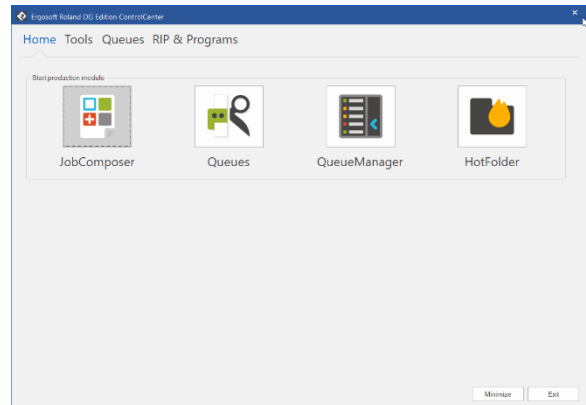 Ergosoft Roland DG Edition ControlCenter
Home Tools Queues RIP & Programs
Start production module
JobComposer Queues QueueManager HotFolder
Minimize Exit